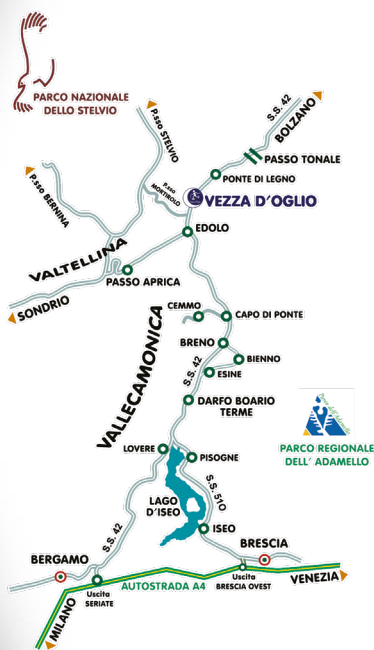 PARCO NAZIONALE
DELLO STELVIO
S.S. 42
BOLZANO
P.sso STELVIO
PASSO TONALE
P.sso BERNINA
PONTE DI LEGNO
P.sso
MORTIROLO
VEZZA D'OGLIO
EDOLO
VALTELLINA
PASSO APRICA
SONDRIO
CEMMO
CAPO DI PONTE
VALLECAMONICA
BRENO
BIENNO
S.S. 42
ESINE
DARFO BOARIO
TERME
Parco dell'Adamello
PARCO REGIONALE
DELL' ADAMELLO
LOVERE
PISOGNE
S.S. 510
LAGO
D'ISEO
ISEO
S.S. 42
BRESCIA
BERGAMO
AUTOSTRADA A4
Uscita
SERIATE
Uscita
BRESCIA OVEST
VENEZIA
MILANO